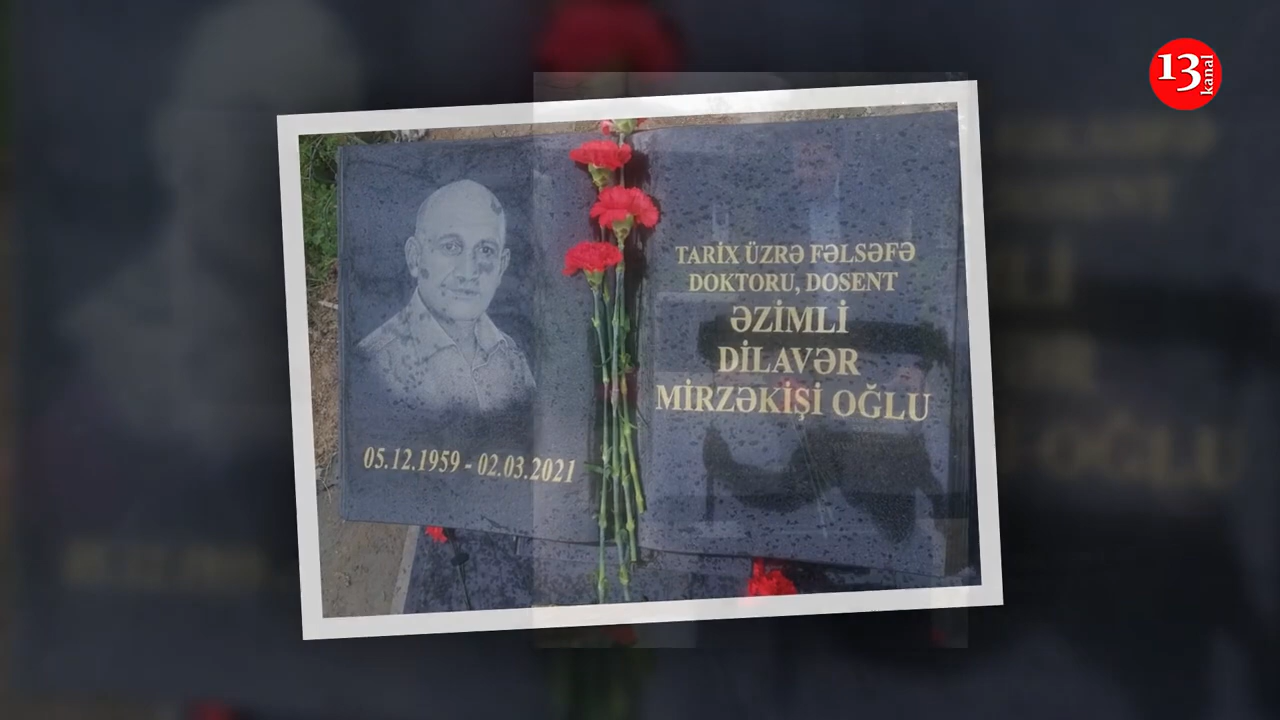 13 kanal
TARİX ÜZRƏ FƏLSƏFƏ
DOKTORU, DOSENT
ƏZİMLİ
DİLAVƏR
MİRZƏKİŞİ OĞLU
05.12.1959 - 02.03.2021